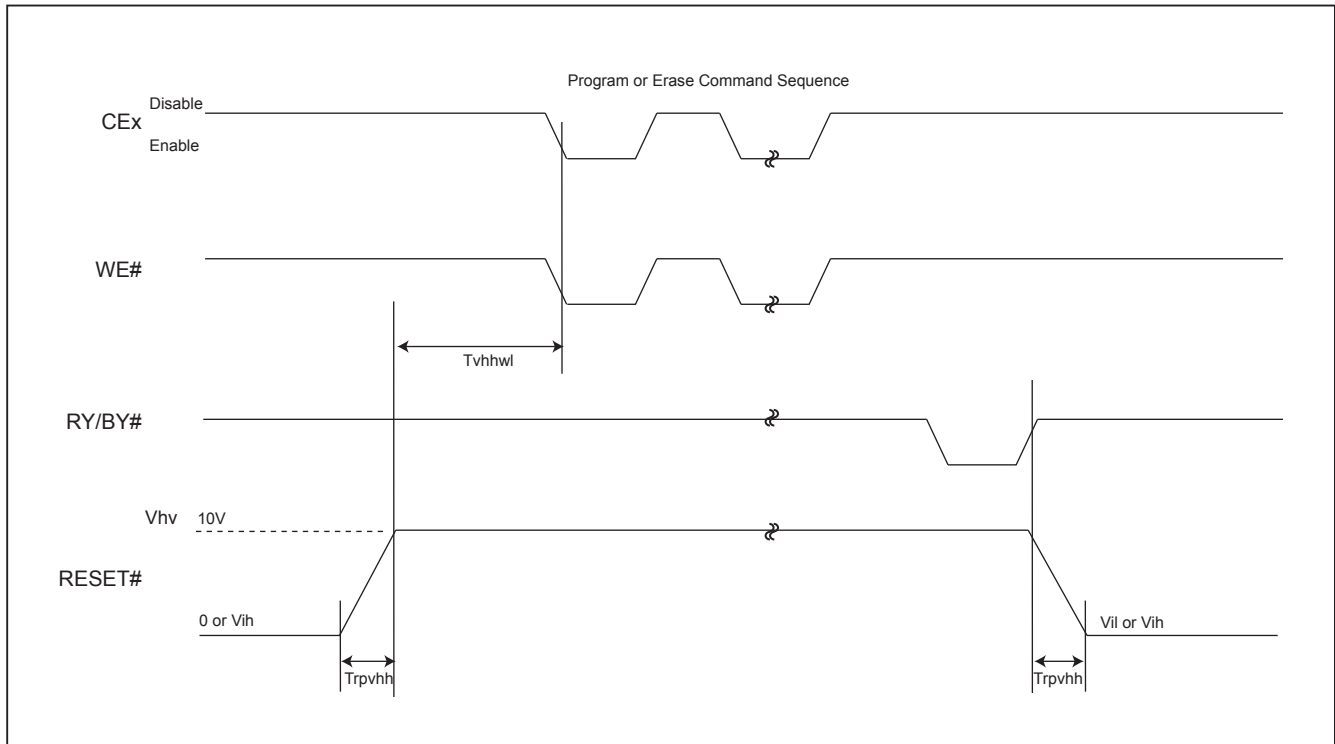 Program or Erase Command Sequence
CEx
Disable
Enable
WE#
Tvhhwl
RY/BY#
Vhv
10V
RESET#
0 or Vih
Vil or Vih
Trpvhh
Trpvhh